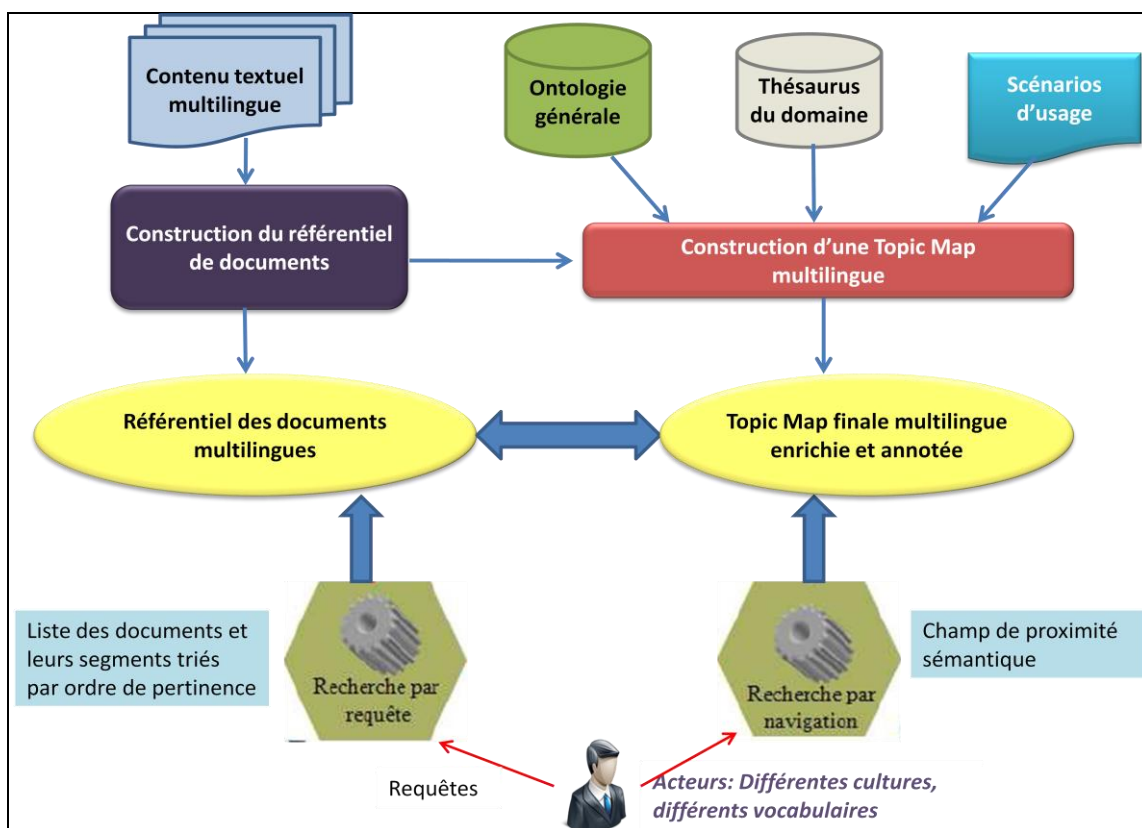 Contenu textuel
multilingue
Ontologie
générale
Thésaurus
du domaine
Scénarios
d'usage
Construction du référentiel
de documents
Construction d'une Topic Map
multilingue
Référentiel des documents
multilingues
Topic Map finale multilingue
enrichie et annotée
Liste des documents et
leurs segments triés
par ordre de pertinence
Recherche par
requête
Recherche par
navigation
Champ de proximité
sémantique
Requêtes
Acteurs: Différentes cultures,
différents vocabulaires